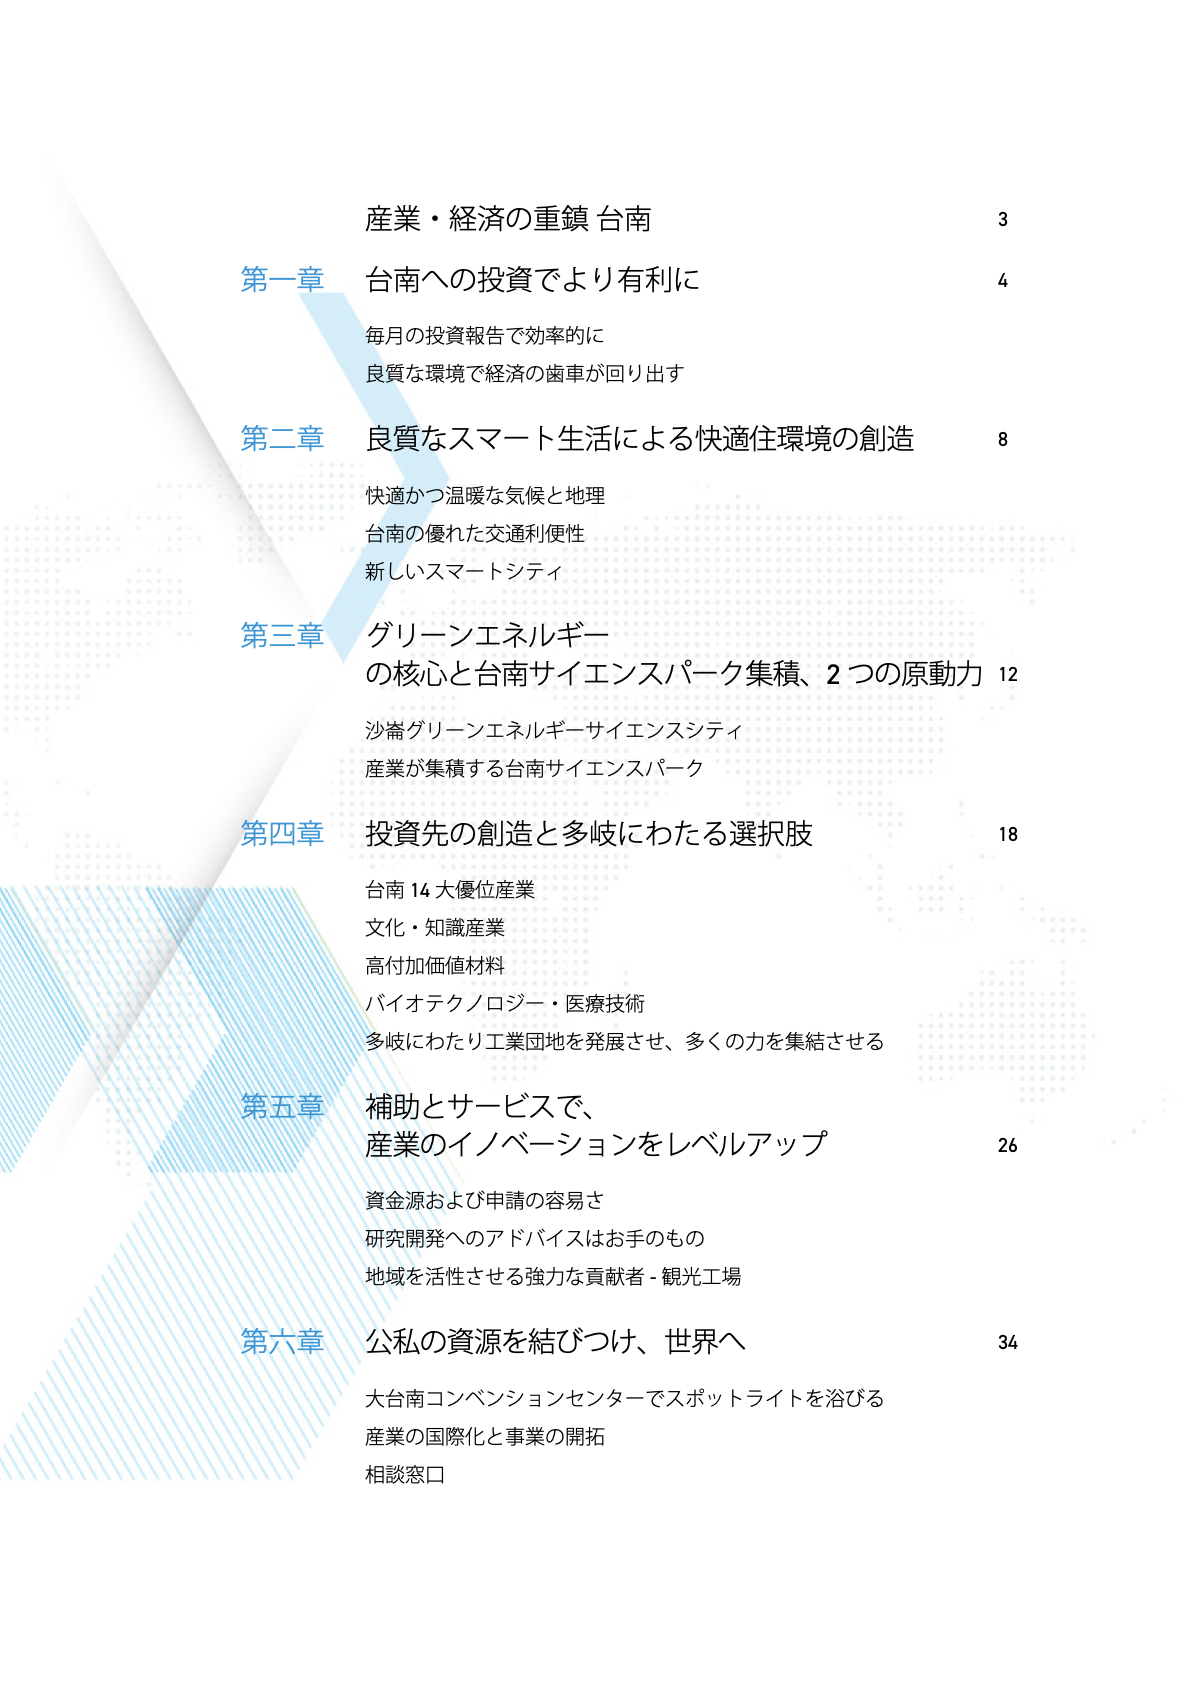 産業・経済の重鎮 台南 3
第一章 台南への投資でより有利に 4
毎月の投資報告で効率的に
良質な環境で経済の歯車が回り出す
第二章 良質なスマート生活による快適住環境の創造 8
快適かつ温暖な気候と地理
台南の優れた交通利便性
新しいスマートシティ
第三章 グリーンエネルギー
の核心と台南サイエンスパーク集積、2 つの原動力 12
沙崙グリーンエネルギーサイエンスシティ
産業が集積する台南サイエンスパーク
第四章 投資先の創造と多岐にわたる選択肢 18
台南 14 大優位産業
文化・知識産業
高付加価値材料
バイオテクノロジー・医療技術
多岐にわたり工業団地を発展させ、多くの力を集結させる
第五章 補助とサービスで、
産業のイノベーションをレベルアップ 26
資金源および申請の容易さ
研究開発へのアドバイスはお手のもの
地域を活性させる強力な貢献者 - 観光工場
第六章 公私の資源を結びつけ、世界へ 34
大台南コンベンションセンターでスポットライトを浴びる
産業の国際化と事業の開拓
相談窓口